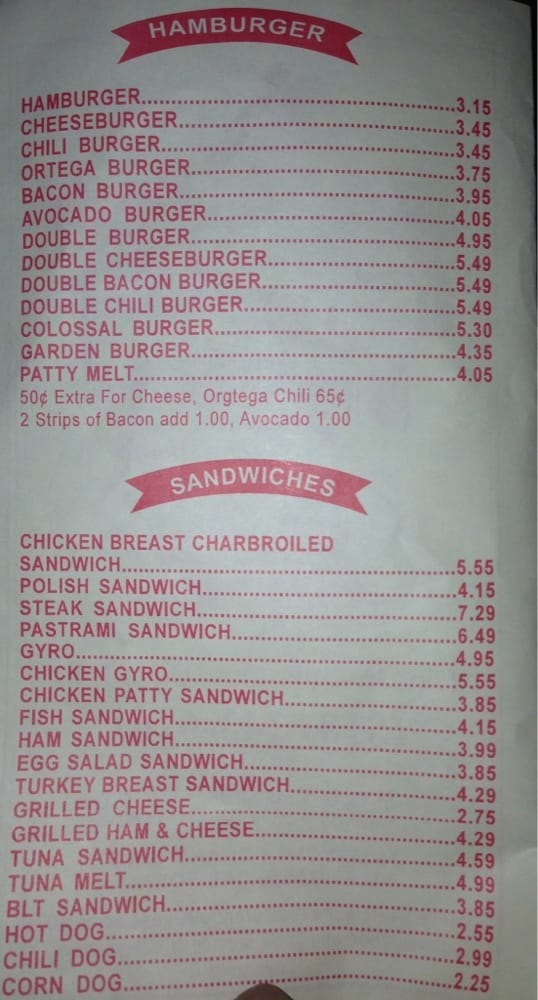 HAMBURGER
HAMBURGER................................................3.15
CHEESEBURGER................................................3.45
CHILI BURGER................................................3.45
ORTEGA BURGER................................................3.75
BACON BURGER................................................3.95
AVOCADO BURGER................................................4.05
DOUBLE BURGER................................................4.95
DOUBLE CHEESEBURGER................................................5.49
DOUBLE BACON BURGER................................................5.49
DOUBLE CHILI BURGER................................................5.49
COLOSSAL BURGER................................................5.30
GARDEN BURGER................................................4.35
PATTY MELT................................................4.05
50¢ Extra For Cheese, Orgtega Chili 65¢
2 Strips of Bacon add 1.00, Avocado 1.00
SANDWICHES
CHICKEN BREAST CHARBROILED
SANDWICH................................................5.55
POLISH SANDWICH................................................4.15
STEAK SANDWICH................................................7.29
PASTRAMI SANDWICH................................................6.49
GYRO................................................4.95
CHICKEN GYRO................................................5.55
CHICKEN PATTY SANDWICH................................................3.85
FISH SANDWICH................................................4.15
HAM SANDWICH................................................3.99
EGG SALAD SANDWICH................................................3.85
TURKEY BREAST SANDWICH................................................4.29
GRILLED CHEESE................................................2.75
GRILLED HAM & CHEESE................................................4.29
TUNA SANDWICH................................................4.59
TUNA MELT................................................4.99
BLT SANDWICH................................................3.85
HOT DOG................................................2.55
CHILI DOG................................................2.99
CORN DOG................................................2.25